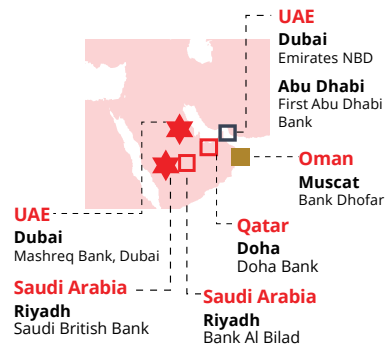 UAE
Dubai
Emirates NBD
Abu Dhabi
First Abu Dhabi
Bank
Oman
Muscat
Bank Dhofar
UAE
Dubai
Mashreq Bank, Dubai
Qatar
Doha
Doha Bank
Saudi Arabia
Riyadh
Saudi British Bank
Saudi Arabia
Riyadh
Bank Al Bilad